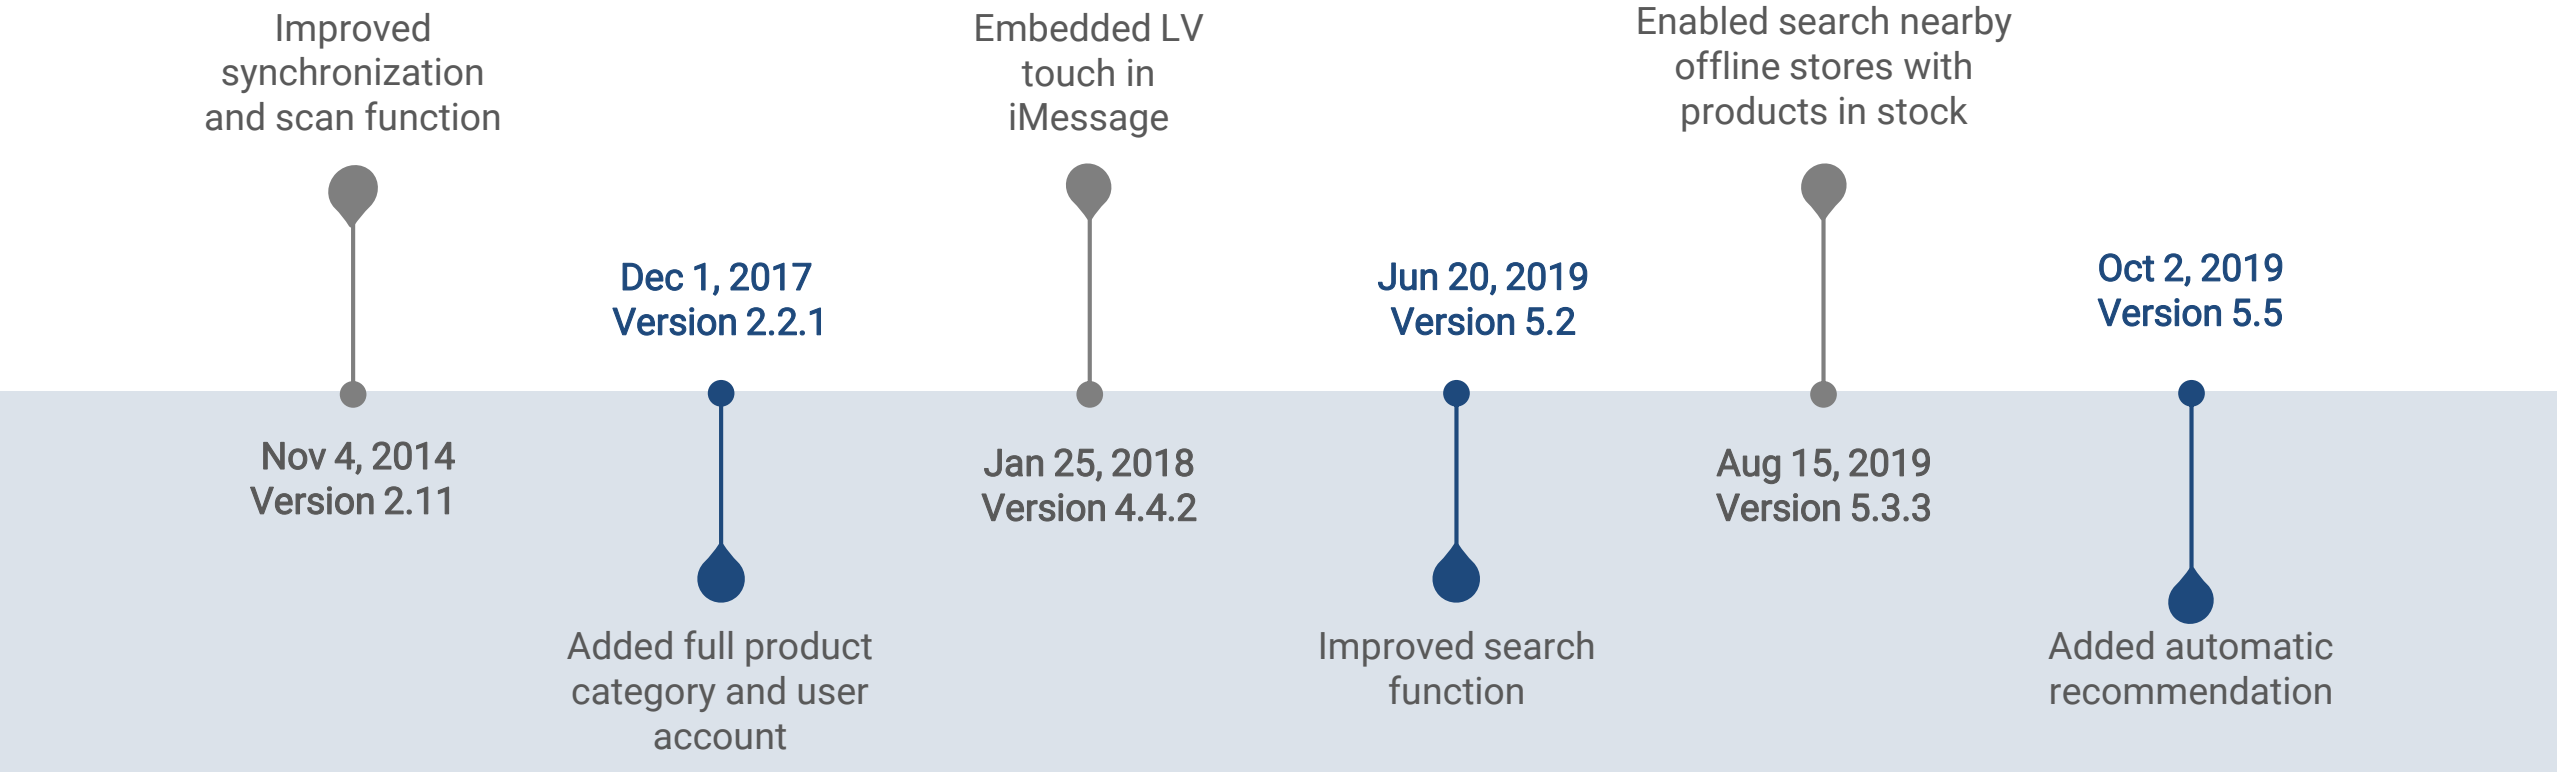 Improved
synchronization
and scan function
Nov 4, 2014
Version 2.11
Dec 1, 2017
Version 2.2.1
Added full product
category and user
account
Embedded LV
touch in
iMessage
Jan 25, 2018
Version 4.4.2
Jun 20, 2019
Version 5.2
Improved search
function
Enabled search nearby
offline stores with
products in stock
Aug 15, 2019
Version 5.3.3
Oct 2, 2019
Version 5.5
Added automatic
recommendation